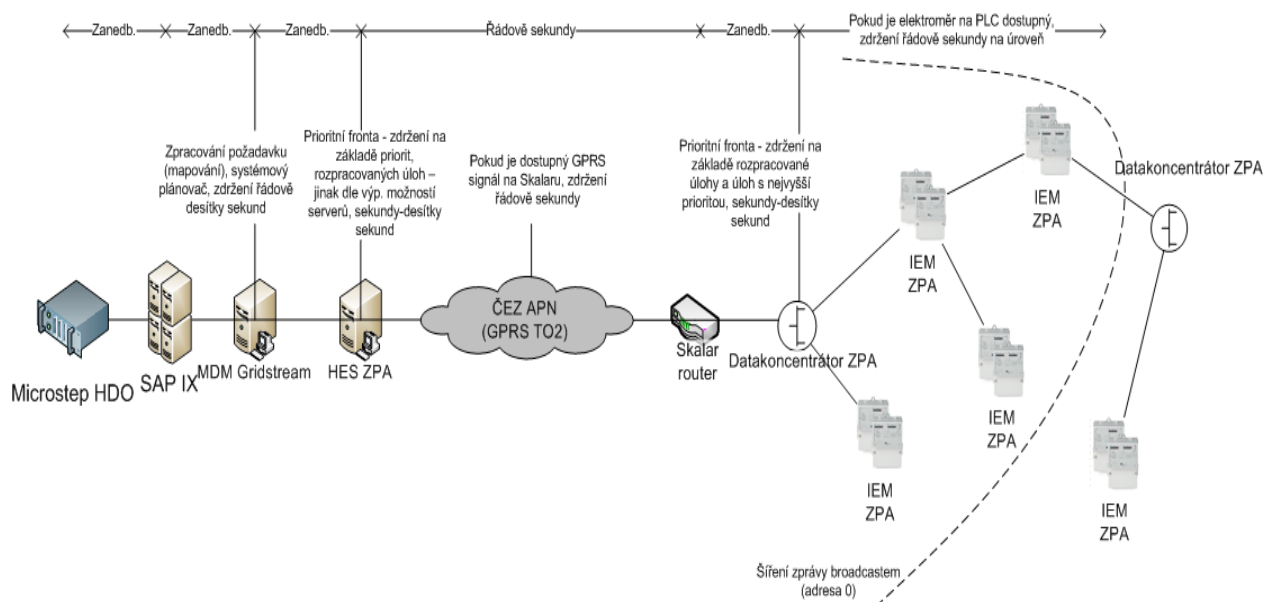 Zanedb.
Zanedb.
Zanedb.
Řádově sekundy
Zanedb.
Pokud je elektroměr na PLC dostupný,
zdržení řádově sekundy na úroveň
Zpracování požadavku
(mapování), systémový
plánovač, zdržení řádově
desítky sekund
Prioritní fronta - zdržení na
základě priorit,
rozpracovaných úloh –
jinak dle výp. možností
serverů, sekundy-desítky
sekund
Pokud je dostupný GPRS
signál na Skalaru, zdržení
řádově sekundy
Prioritní fronta - zdržení na
základě rozpracované
úlohy a úloh s nejvyšší
prioritou, sekundy-desítky
sekund
Datakoncentrátor ZPA
IEM
ZPA
IEM
ZPA
ČEZ APN
(GPRS TO2)
Microstep HDO
SAP IX
MDM Gridstream
HES ZPA
Skalar
router
Datakoncentrátor ZPA
IEM
ZPA
IEM
ZPA
IEM
ZPA
Šíření zprávy broadcastem
(adresa 0)